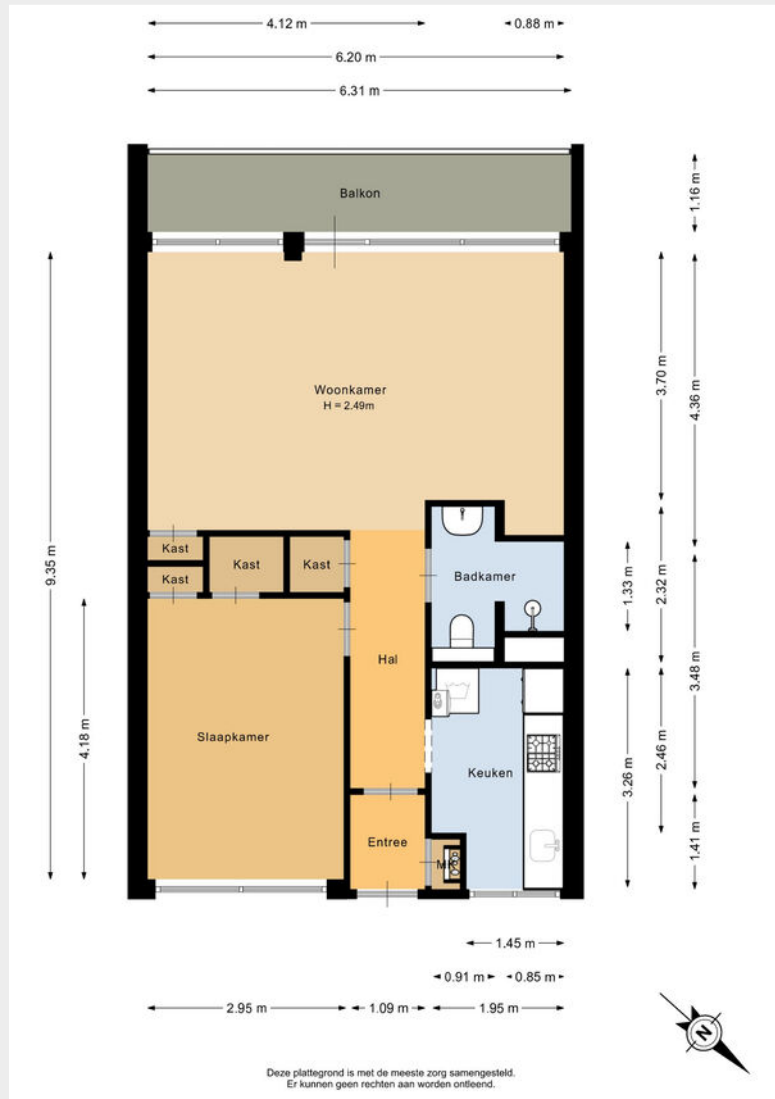 4.12 m
0.88 m
6.20 m
6.31 m
Balkon
1.16 m
Woonkamer
H = 2.49m
3.70 m
4.36 m
9.35 m
Kast
Kast
Kast
Kast
Badkamer
1.33 m
2.32 m
Hal
3.48 m
Slaapkamer
4.18 m
Keuken
3.26 m
2.46 m
Entree
MK
1.41 m
1.45 m
0.91 m
0.85 m
2.95 m
1.09 m
1.95 m
N
Deze plattegrond is met de meeste zorg samengesteld.
Er kunnen geen rechten aan worden ontleend.